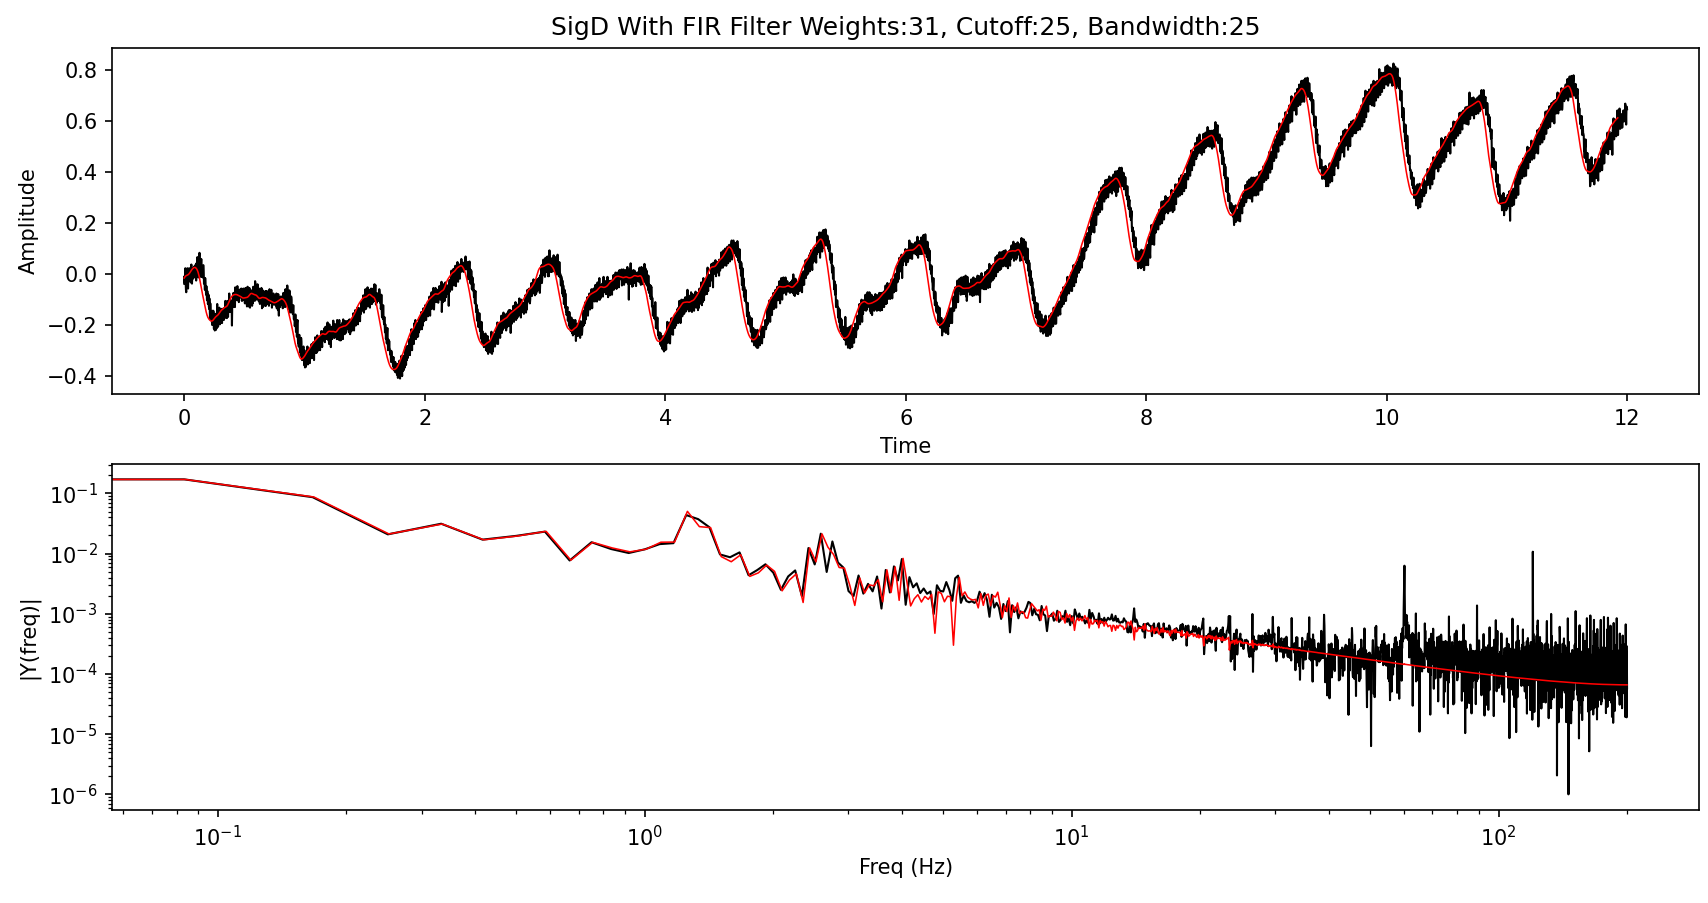 SigD With FIR Filter Weights:31, Cutoff:25, Bandwidth:25
Amplitude
0.8
0.6
0.4
0.2
0.0
−0.2
−0.4
0 2 4 6 8 10 12
Time
|Y(freq)|
10⁻¹
10⁻²
10⁻³
10⁻⁴
10⁻⁵
10⁻⁶
10⁻¹ 10⁰ 10¹ 10²
Freq (Hz)